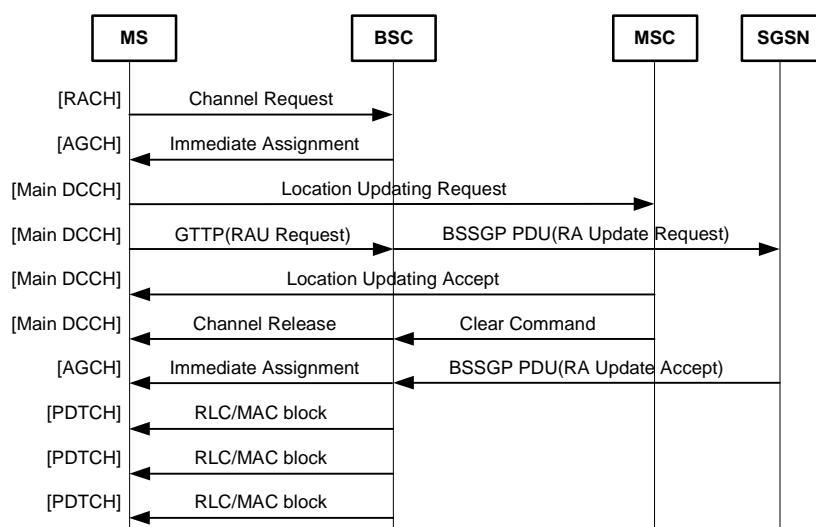 MS BSC MSC SGSN
[RACH] Channel Request
[AGCH] Immediate Assignment
[Main DCCH] Location Updating Request
[Main DCCH] GTTP(RAU Request) BSSGP PDU(RA Update Request)
[Main DCCH] Location Updating Accept
[Main DCCH] Channel Release Clear Command
[AGCH] Immediate Assignment BSSGP PDU(RA Update Accept)
[PDTCH] RLC/MAC block
[PDTCH] RLC/MAC block
[PDTCH] RLC/MAC block